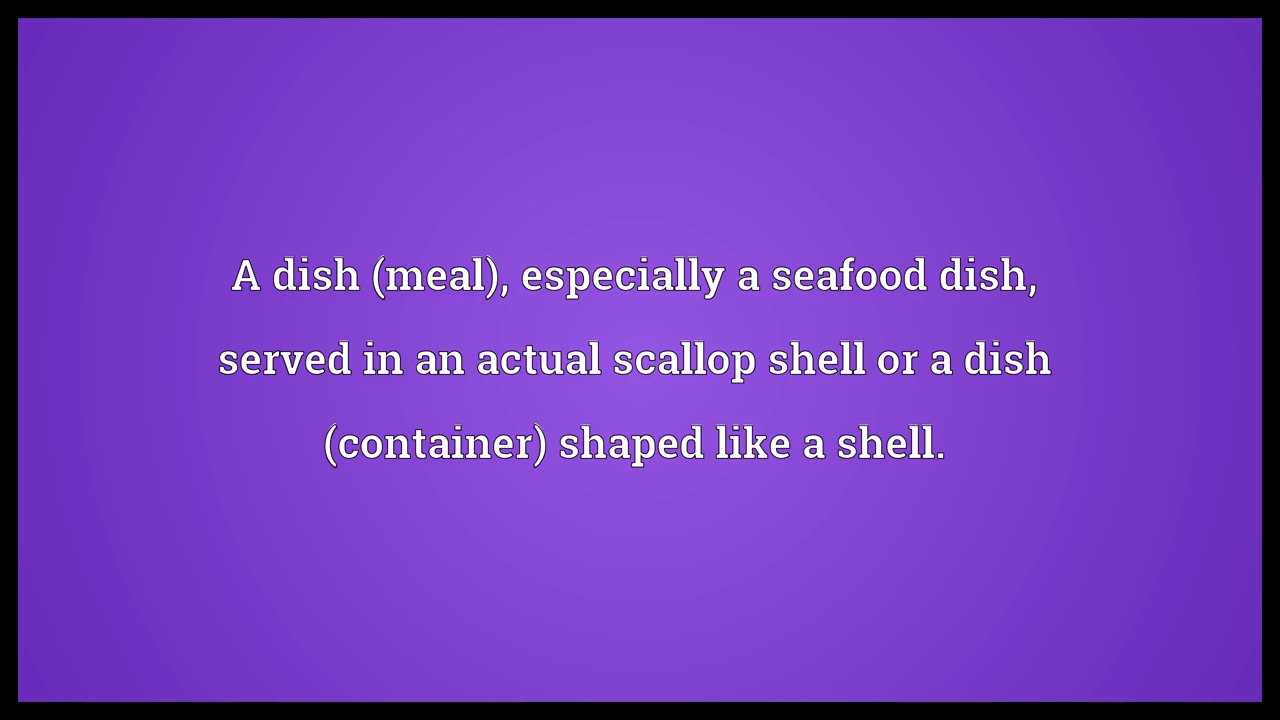 A dish (meal), especially a seafood dish,
served in an actual scallop shell or a dish
(container) shaped like a shell.